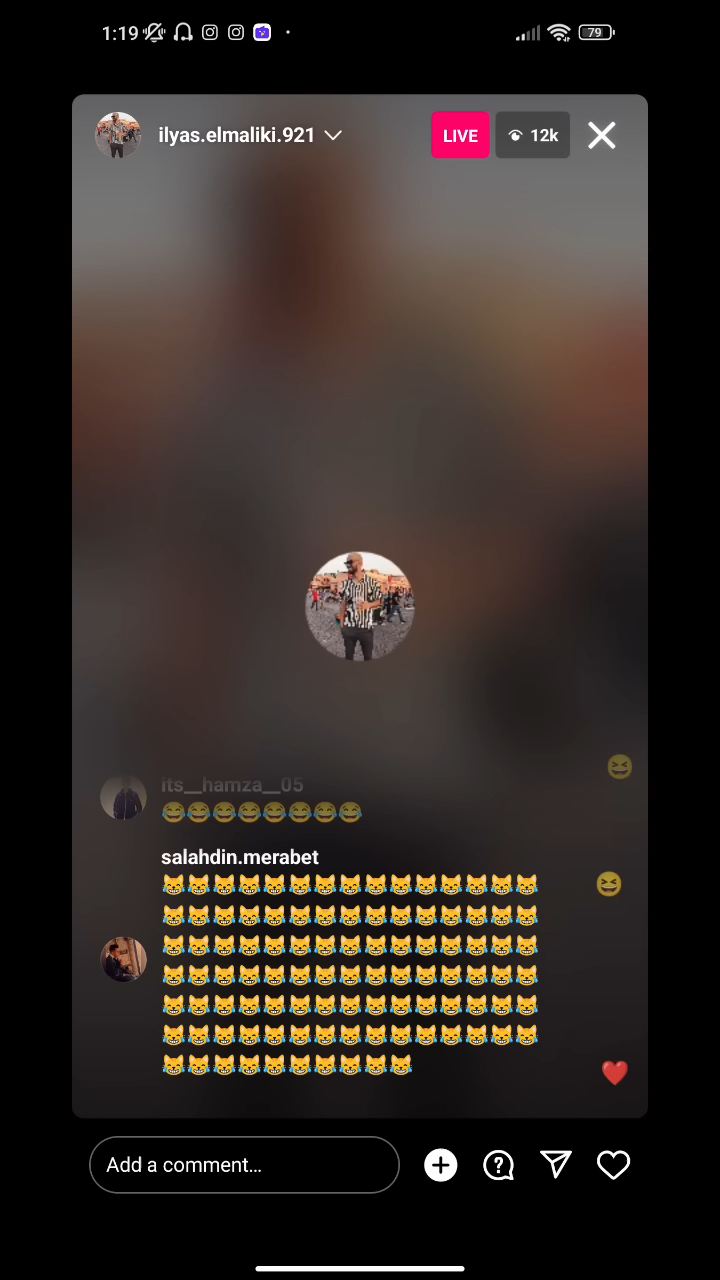 1:19
79
ilyas.elmaliki.921
LIVE
12k
its__hamza__05
😂😂😂😂😂😂😂😂
salahdin.merabet
😹😹😹😹😹😹😹😹😹😹😹😹😹😹😹
😹😹😹😹😹😹😹😹😹😹😹😹😹😹😹
😹😹😹😹😹😹😹😹😹😹😹😹😹😹😹
😹😹😹😹😹😹😹😹😹😹😹😹😹😹😹
😹😹😹😹😹😹😹😹😹😹😹😹😹😹😹
😹😹😹😹😹😹😹😹😹😹😹😹😹😹😹
😹😹😹😹😹😹😹😹😹😹
Add a comment…